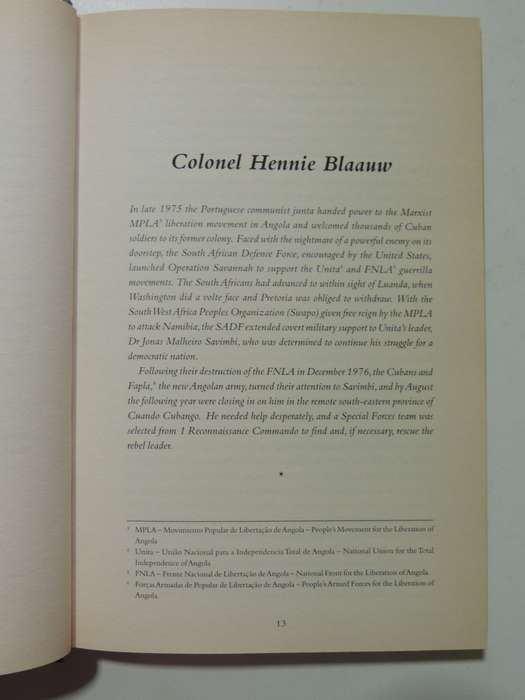 Colonel Hennie Blaauw
In late 1975 the Portuguese communist junta handed power to the Marxist
MPLA³ liberation movement in Angola and welcomed thousands of Cuban
soldiers to its former colony. Faced with the nightmare of a powerful enemy on its
doorstep, the South African Defence Force, encouraged by the United States,
launched Operation Savannah to support the Unita⁴ and FNLA⁵ guerrilla
movements. The South Africans had advanced to within sight of Luanda, when
Washington did a volte face and Pretoria was obliged to withdraw. With the
South West Africa Peoples Organization (Swapo) given free reign by the MPLA
to attack Namibia, the SADF extended covert military support to Unita's leader,
Dr Jonas Malheiro Savimbi, who was determined to continue his struggle for a
democratic nation.
Following their destruction of the FNLA in December 1976, the Cubans and
Fapla,⁶ the new Angolan army, turned their attention to Savimbi, and by August
the following year were closing in on him in the remote south-eastern province of
Cuando Cubango. He needed help desperately, and a Special Forces team was
selected from 1 Reconnaissance Commando to find and, if necessary, rescue the
rebel leader.
*
³ MPLA – Movimento Popular de Libertação de Angola – People's Movement for the Liberation of
Angola
⁴ Unita – União Nacional para a Independencia Total de Angola – National Union for the Total
Independence of Angola
⁵ FNLA – Frente Nacional de Libertação de Angola – National Front for the Liberation of Angola
⁶ Forças Armadas de Popular de Libertação de Angola – People's Armed Forces for the Liberation of
Angola.
13